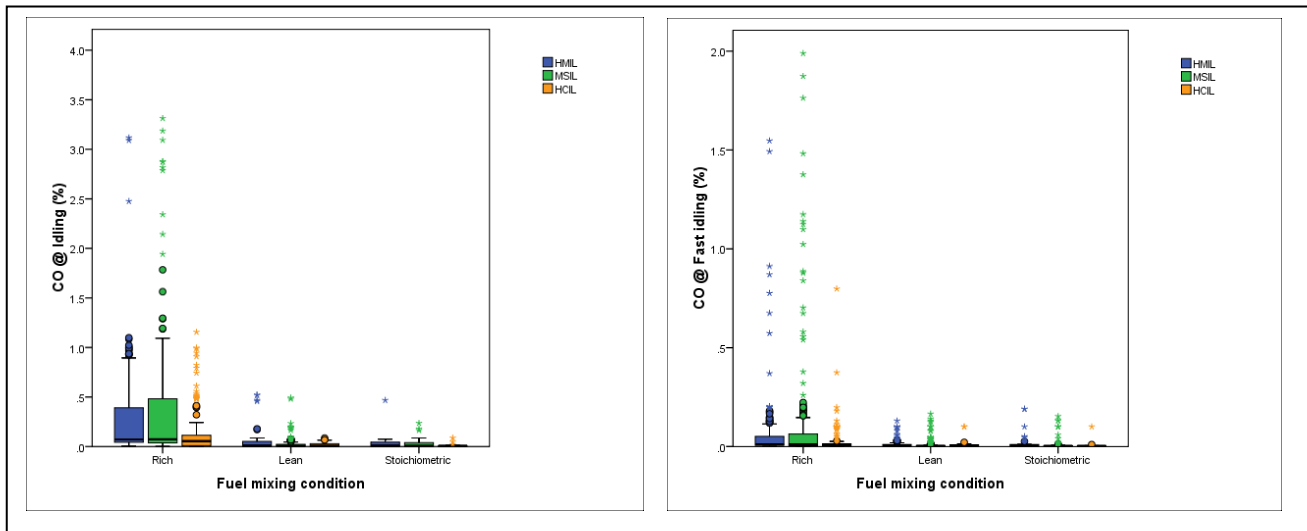 4.0
3.5
3.0
2.5
2.0
1.5
1.0
.5
.0
CO @ Idling (%)
Rich
Lean
Stoichiometric
Fuel mixing condition
HMIL
MSIL
HCIL
2.0
1.5
1.0
.5
.0
CO @ Fast idling (%)
Rich
Lean
Stoichiometric
Fuel mixing condition
HMIL
MSIL
HCIL